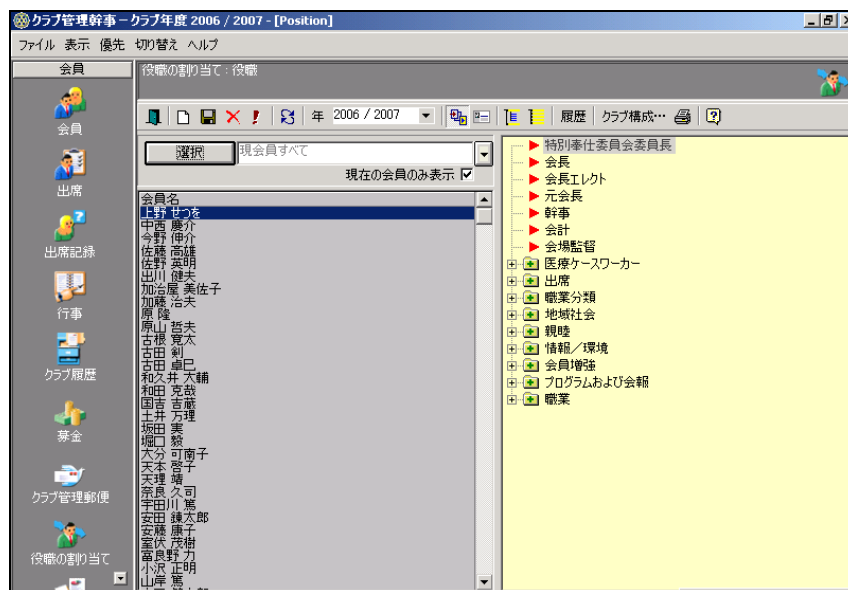 クラブ管理幹事 － クラブ年度 2006 / 2007 - [Position]
ファイル 表示 優先 切り替え ヘルプ
会員
役職の割り当て：役職
年 2006 / 2007
履歴 クラブ構成…
会員
出席
出席記録
行事
クラブ履歴
募金
クラブ管理郵便
役職の割り当て
選択 現会員すべて
現在の会員のみ表示
会員名
上野 せつを
中西 慶介
今野 伸介
佐藤 高雄
佐野 英明
出川 健夫
加治屋 美佐子
加藤 治夫
原 隆
原山 哲夫
古根 寛太
古田 剣
古田 卓巳
和久井 大輔
和田 克哉
国吉 吉蔵
土井 万理
坂田 実
堀口 毅
大分 可南子
天本 啓子
天理 靖
奈良 久司
宇田川 篤
安田 錬太郎
安藤 康子
室伏 茂樹
富良野 力
小沢 正明
山岸 篤
特別奉仕委員会委員長
会長
会長エレクト
元会長
幹事
会計
会場監督
医療ケースワーカー
出席
職業分類
地域社会
親睦
情報／環境
会員増強
プログラムおよび会報
職業